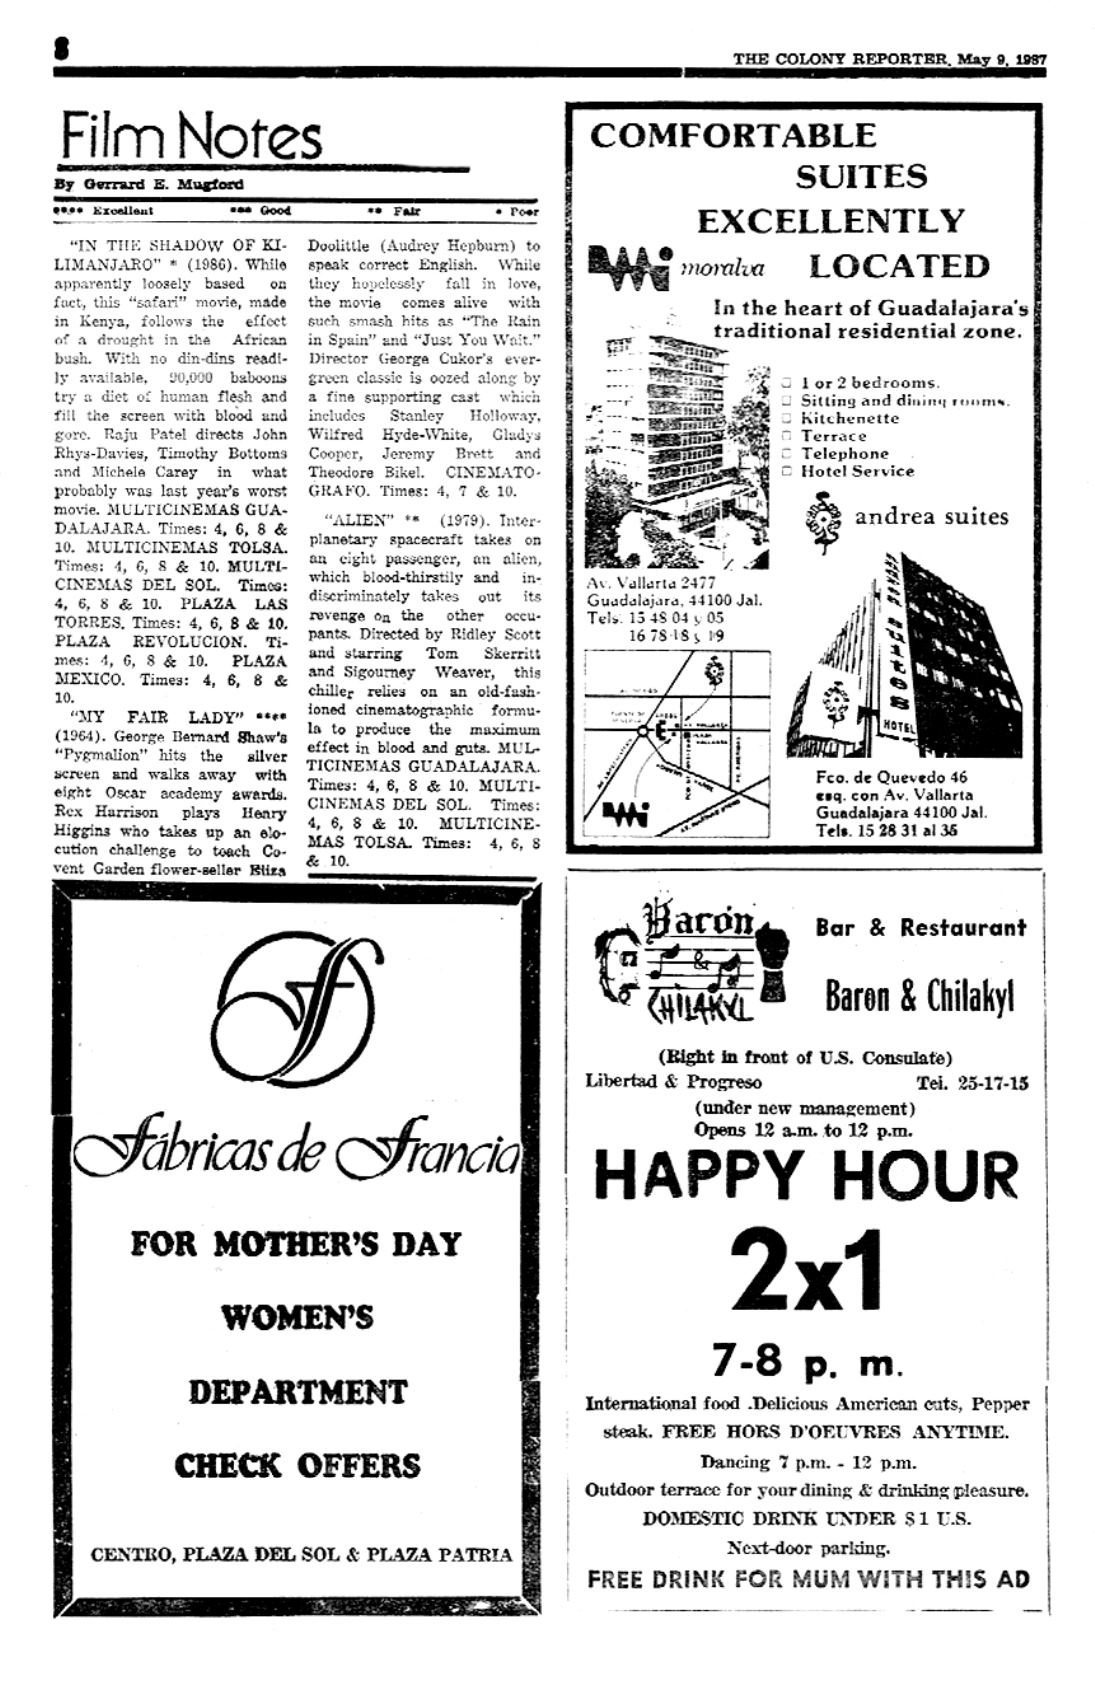 8
THE COLONY REPORTER, May 9, 1987
Film Notes
By Gerrard E. Mugford
**** Excellent *** Good ** Fair * Poor
"IN THE SHADOW OF KI-
LIMANJARO" * (1986). While
apparently loosely based on
fact, this "safari" movie, made
in Kenya, follows the effect
of a drought in the African
bush. With no din-dins readi-
ly available, 90,000 baboons
try a diet of human flesh and
fill the screen with blood and
gore. Raju Patel directs John
Rhys-Davies, Timothy Bottoms
and Michele Carey in what
probably was last year's worst
movie. MULTICINEMAS GUA-
DALAJARA. Times: 4, 6, 8 &
10. MULTICINEMAS TOLSA.
Times: 4, 6, 8 & 10. MULTI-
CINEMAS DEL SOL. Times:
4, 6, 8 & 10. PLAZA LAS
TORRES. Times: 4, 6, 8 & 10.
PLAZA REVOLUCION. Ti-
mes: 4, 6, 8 & 10. PLAZA
MEXICO. Times: 4, 6, 8 &
10.
"MY FAIR LADY" ****
(1964). George Bernard Shaw's
"Pygmalion" hits the silver
screen and walks away with
eight Oscar academy awards.
Rex Harrison plays Henry
Higgins who takes up an elo-
cution challenge to teach Co-
vent Garden flower-seller Eliza
Doolittle (Audrey Hepburn) to
speak correct English. While
they hopelessly fall in love,
the movie comes alive with
such smash hits as "The Rain
in Spain" and "Just You Wait."
Director George Cukor's ever-
green classic is oozed along by
a fine supporting cast which
includes Stanley Holloway,
Wilfred Hyde-White, Gladys
Cooper, Jeremy Brett and
Theodore Bikel. CINEMATO-
GRAFO. Times: 4, 7 & 10.
"ALIEN" ** (1979). Inter-
planetary spacecraft takes on
an eight passenger, an alien,
which blood-thirstily and in-
discriminately takes out its
revenge on the other occu-
pants. Directed by Ridley Scott
and starring Tom Skerritt
and Sigourney Weaver, this
chiller relies on an old-fash-
ioned cinematographic formu-
la to produce the maximum
effect in blood and guts. MUL-
TICINEMAS GUADALAJARA.
Times: 4, 6, 8 & 10. MULTI-
CINEMAS DEL SOL. Times:
4, 6, 8 & 10. MULTICINE-
MAS TOLSA. Times: 4, 6, 8
& 10.
COMFORTABLE
SUITES
EXCELLENTLY
moralva LOCATED
In the heart of Guadalajara's
traditional residential zone.
1 or 2 bedrooms.
Sitting and dining rooms.
Kitchenette
Terrace
Telephone
Hotel Service
andrea suites
Av. Vallarta 2477
Guadalajara, 44100 Jal.
Tels. 15 48 04 y 05
16 78 18 y 19
HOTEL
Fco. de Quevedo 46
esq. con Av. Vallarta
Guadalajara 44100 Jal.
Tels. 15 28 31 al 35
Fábricas de Francia
FOR MOTHER'S DAY
WOMEN'S
DEPARTMENT
CHECK OFFERS
CENTRO, PLAZA DEL SOL & PLAZA PATRIA
Barón
&
CHILAKYL
Bar & Restaurant
Baron & Chilakyl
(Right in front of U.S. Consulate)
Libertad & Progreso Tel. 25-17-15
(under new management)
Opens 12 a.m. to 12 p.m.
HAPPY HOUR
2x1
7-8 p. m.
International food .Delicious American cuts, Pepper
steak. FREE HORS D'OEUVRES ANYTIME.
Dancing 7 p.m. - 12 p.m.
Outdoor terrace for your dining & drinking pleasure.
DOMESTIC DRINK UNDER $1 U.S.
Next-door parking.
FREE DRINK FOR MUM WITH THIS AD